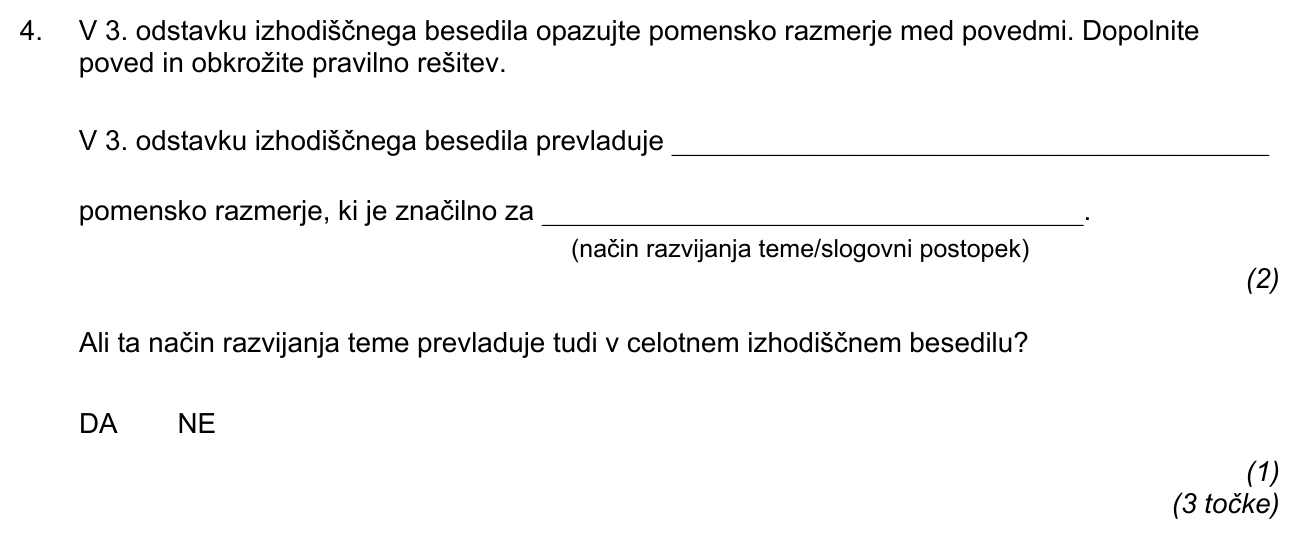 4. V 3. odstavku izhodiščnega besedila opazujte pomensko razmerje med povedmi. Dopolnite
poved in obkrožite pravilno rešitev.
V 3. odstavku izhodiščnega besedila prevladuje ____________________
pomensko razmerje, ki je značilno za ____________________.
(način razvijanja teme/slogovni postopek)
(2)
Ali ta način razvijanja teme prevladuje tudi v celotnem izhodiščnem besedilu?
DA NE
(1)
(3 točke)